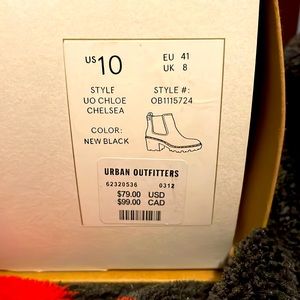 US 10
EU 41
UK 8
STYLE
UO CHLOE
CHELSEA
STYLE #:
OB1115724
COLOR:
NEW BLACK
URBAN OUTFITTERS
62320536 0312
$79.00 USD
$99.00 CAD